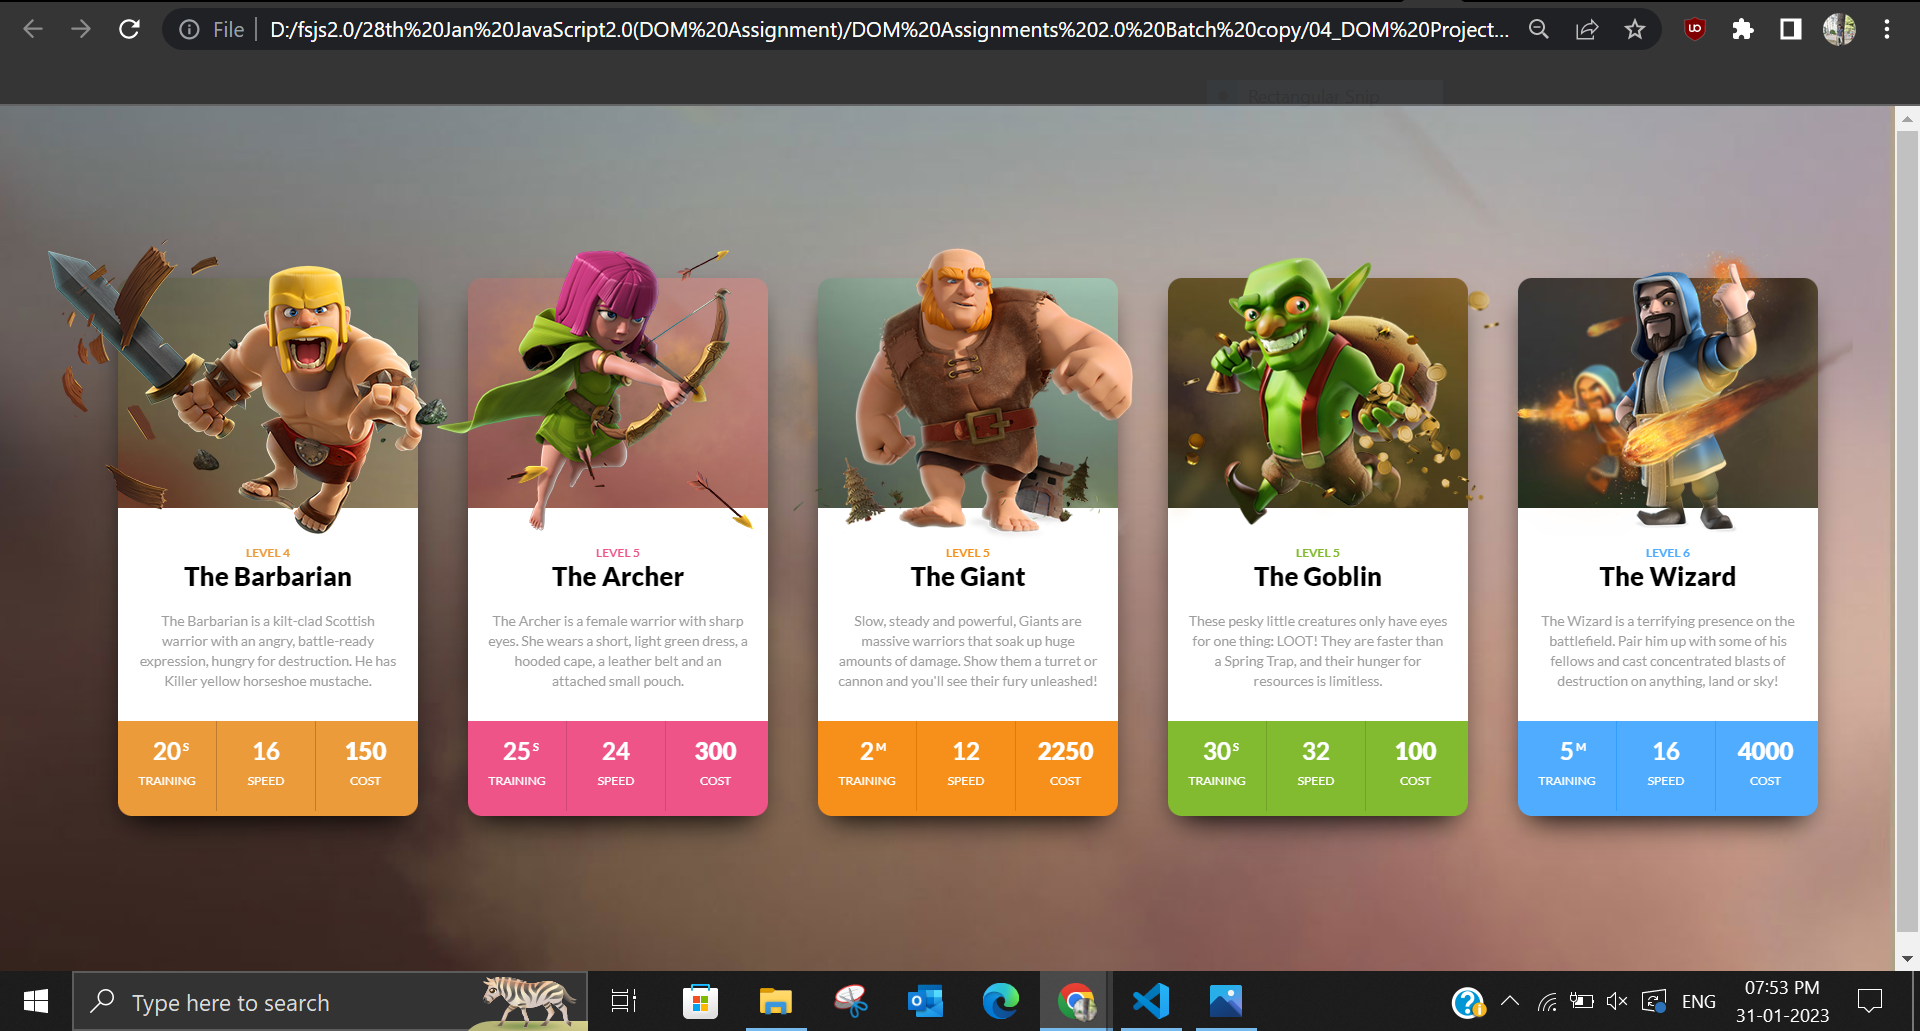 File
D:/fsjs2.0/28th%20Jan%20JavaScript2.0(DOM%20Assignment)/DOM%20Assignments%202.0%20Batch%20copy/04_DOM%20Project...
Rectangular Snip
LEVEL 4
The Barbarian
The Barbarian is a kilt-clad Scottish
warrior with an angry, battle-ready
expression, hungry for destruction. He has
Killer yellow horseshoe mustache.
20 S
TRAINING
16
SPEED
150
COST
LEVEL 5
The Archer
The Archer is a female warrior with sharp
eyes. She wears a short, light green dress, a
hooded cape, a leather belt and an
attached small pouch.
25 S
TRAINING
24
SPEED
300
COST
LEVEL 5
The Giant
Slow, steady and powerful, Giants are
massive warriors that soak up huge
amounts of damage. Show them a turret or
cannon and you'll see their fury unleashed!
2 M
TRAINING
12
SPEED
2250
COST
LEVEL 5
The Goblin
These pesky little creatures only have eyes
for one thing: LOOT! They are faster than
a Spring Trap, and their hunger for
resources is limitless.
30 S
TRAINING
32
SPEED
100
COST
LEVEL 6
The Wizard
The Wizard is a terrifying presence on the
battlefield. Pair him up with some of his
fellows and cast concentrated blasts of
destruction on anything, land or sky!
5 M
TRAINING
16
SPEED
4000
COST
Type here to search
ENG
07:53 PM
31-01-2023